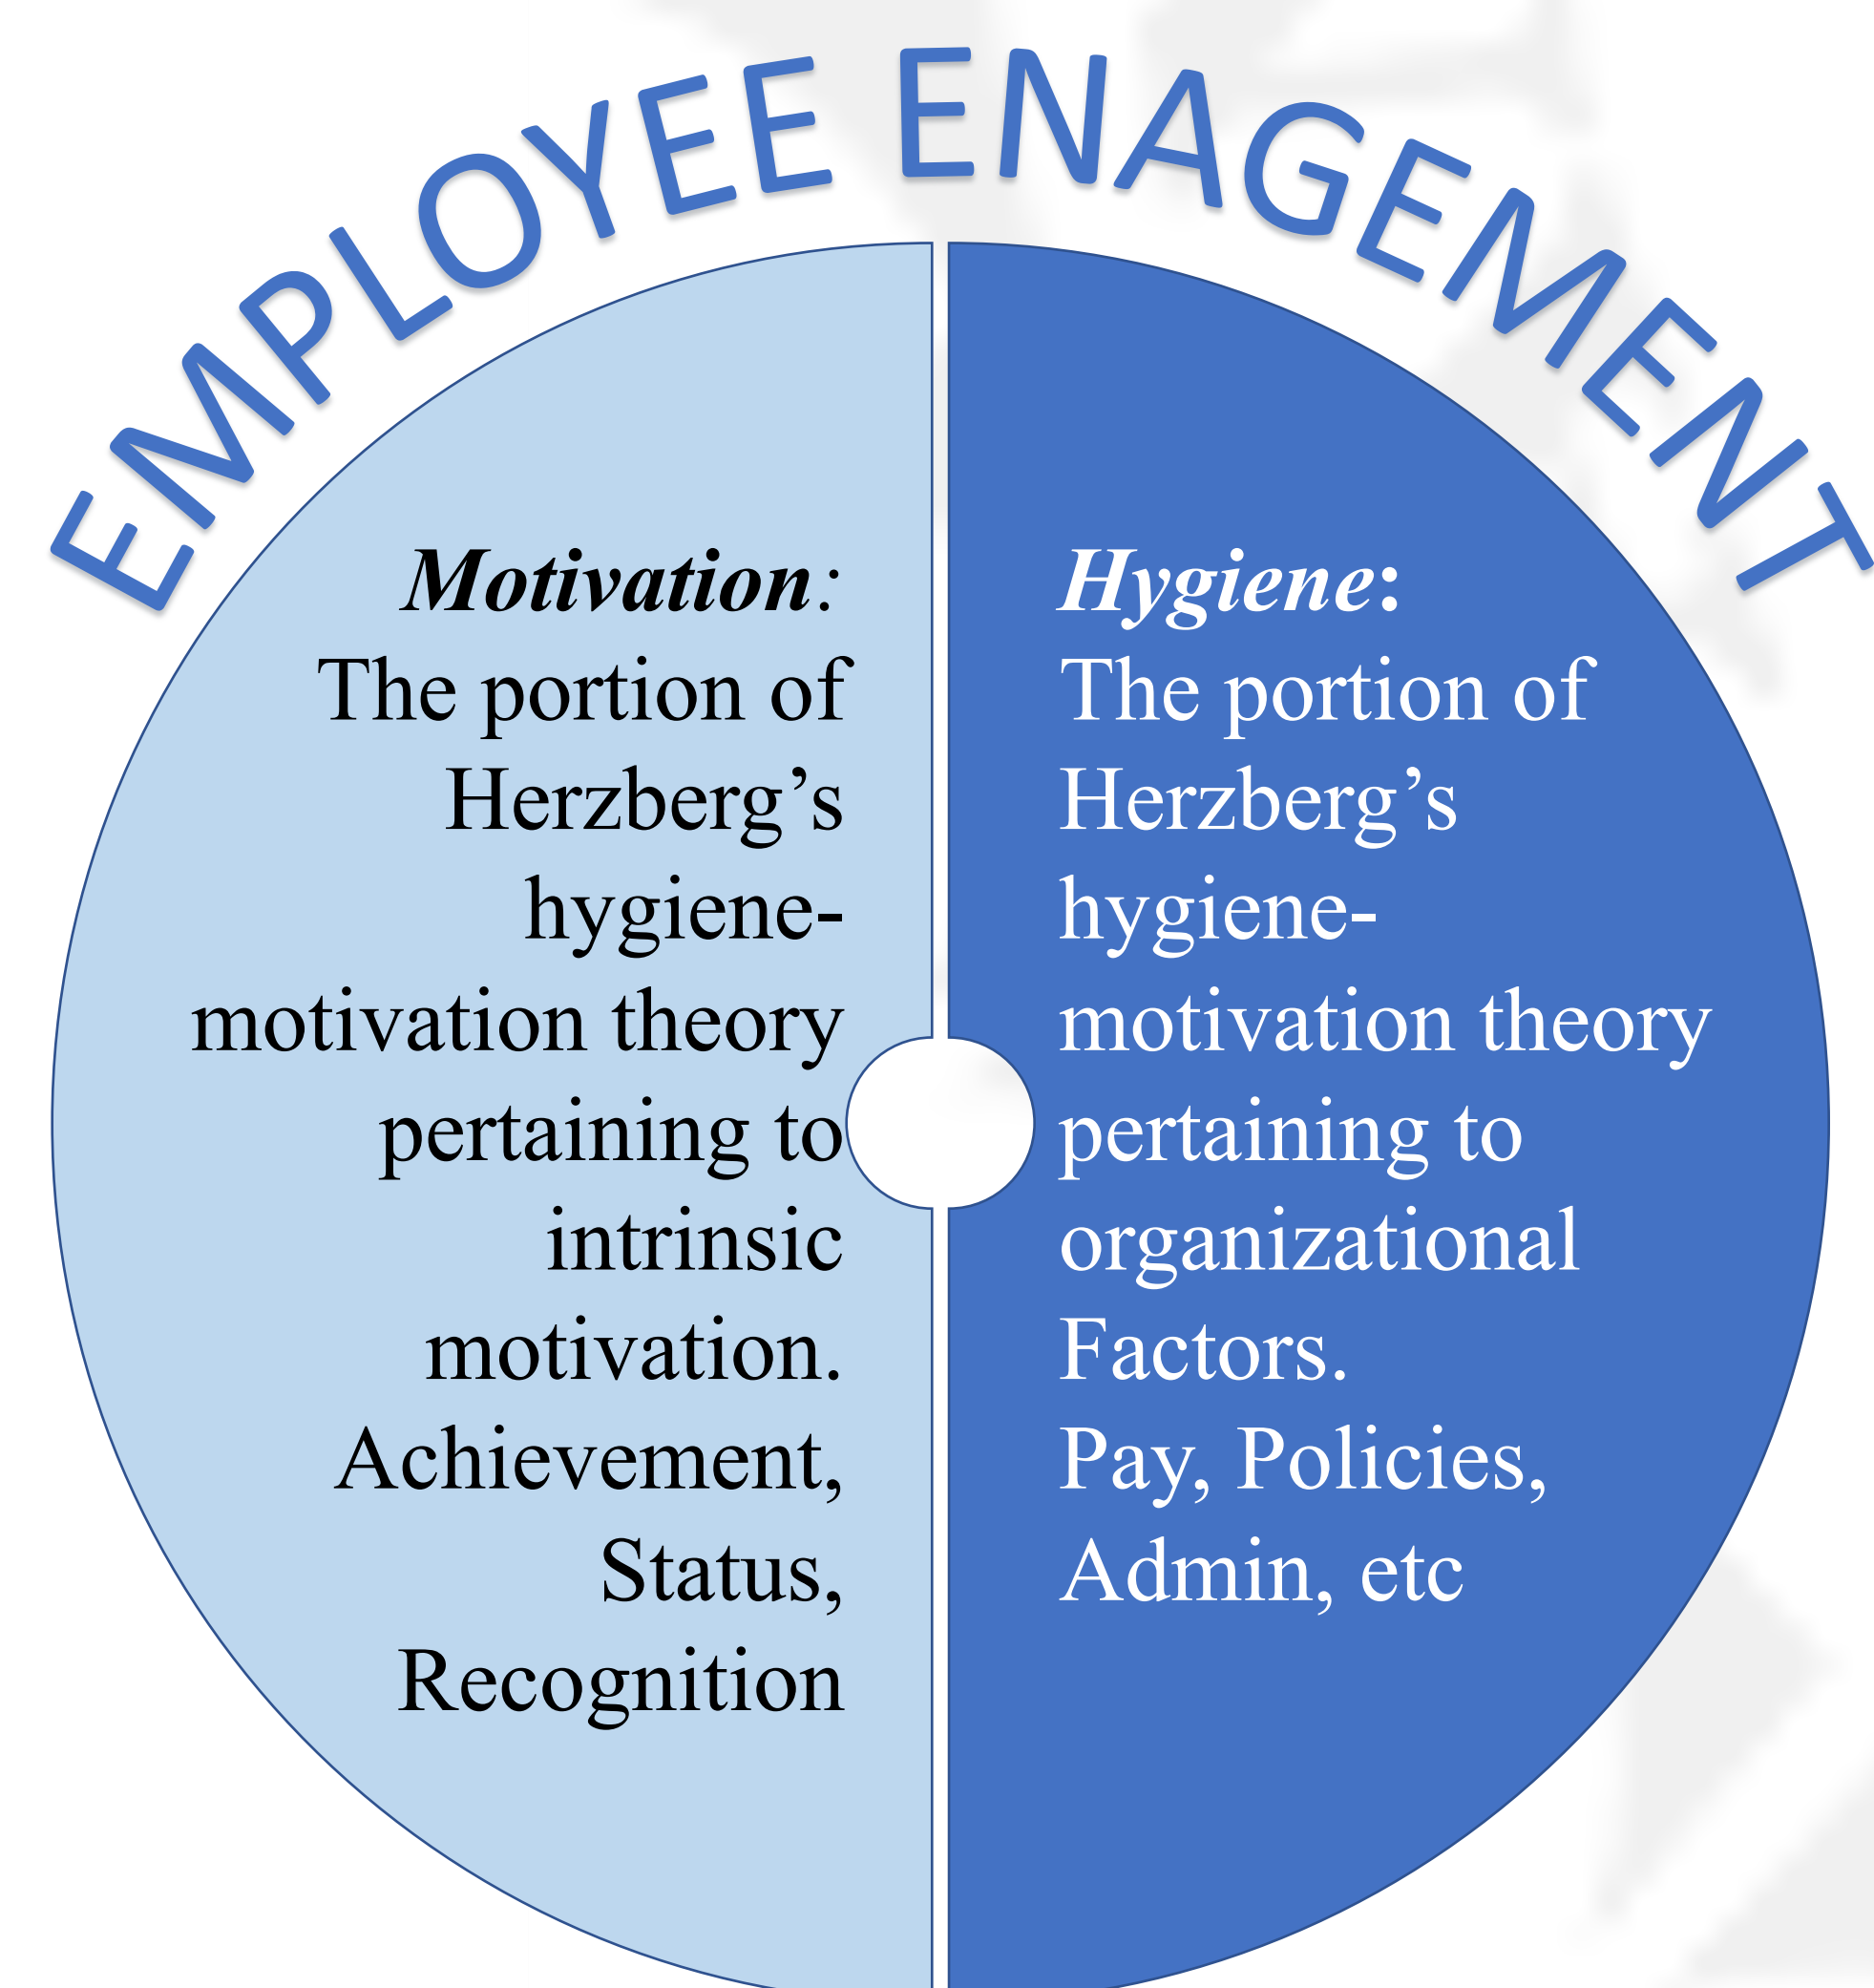 EMPLOYEE ENAGEMENT
Motivation:
The portion of
Herzberg’s
hygiene-
motivation theory
pertaining to
intrinsic
motivation.
Achievement,
Status,
Recognition
Hygiene:
The portion of
Herzberg’s
hygiene-
motivation theory
pertaining to
organizational
Factors.
Pay, Policies,
Admin, etc